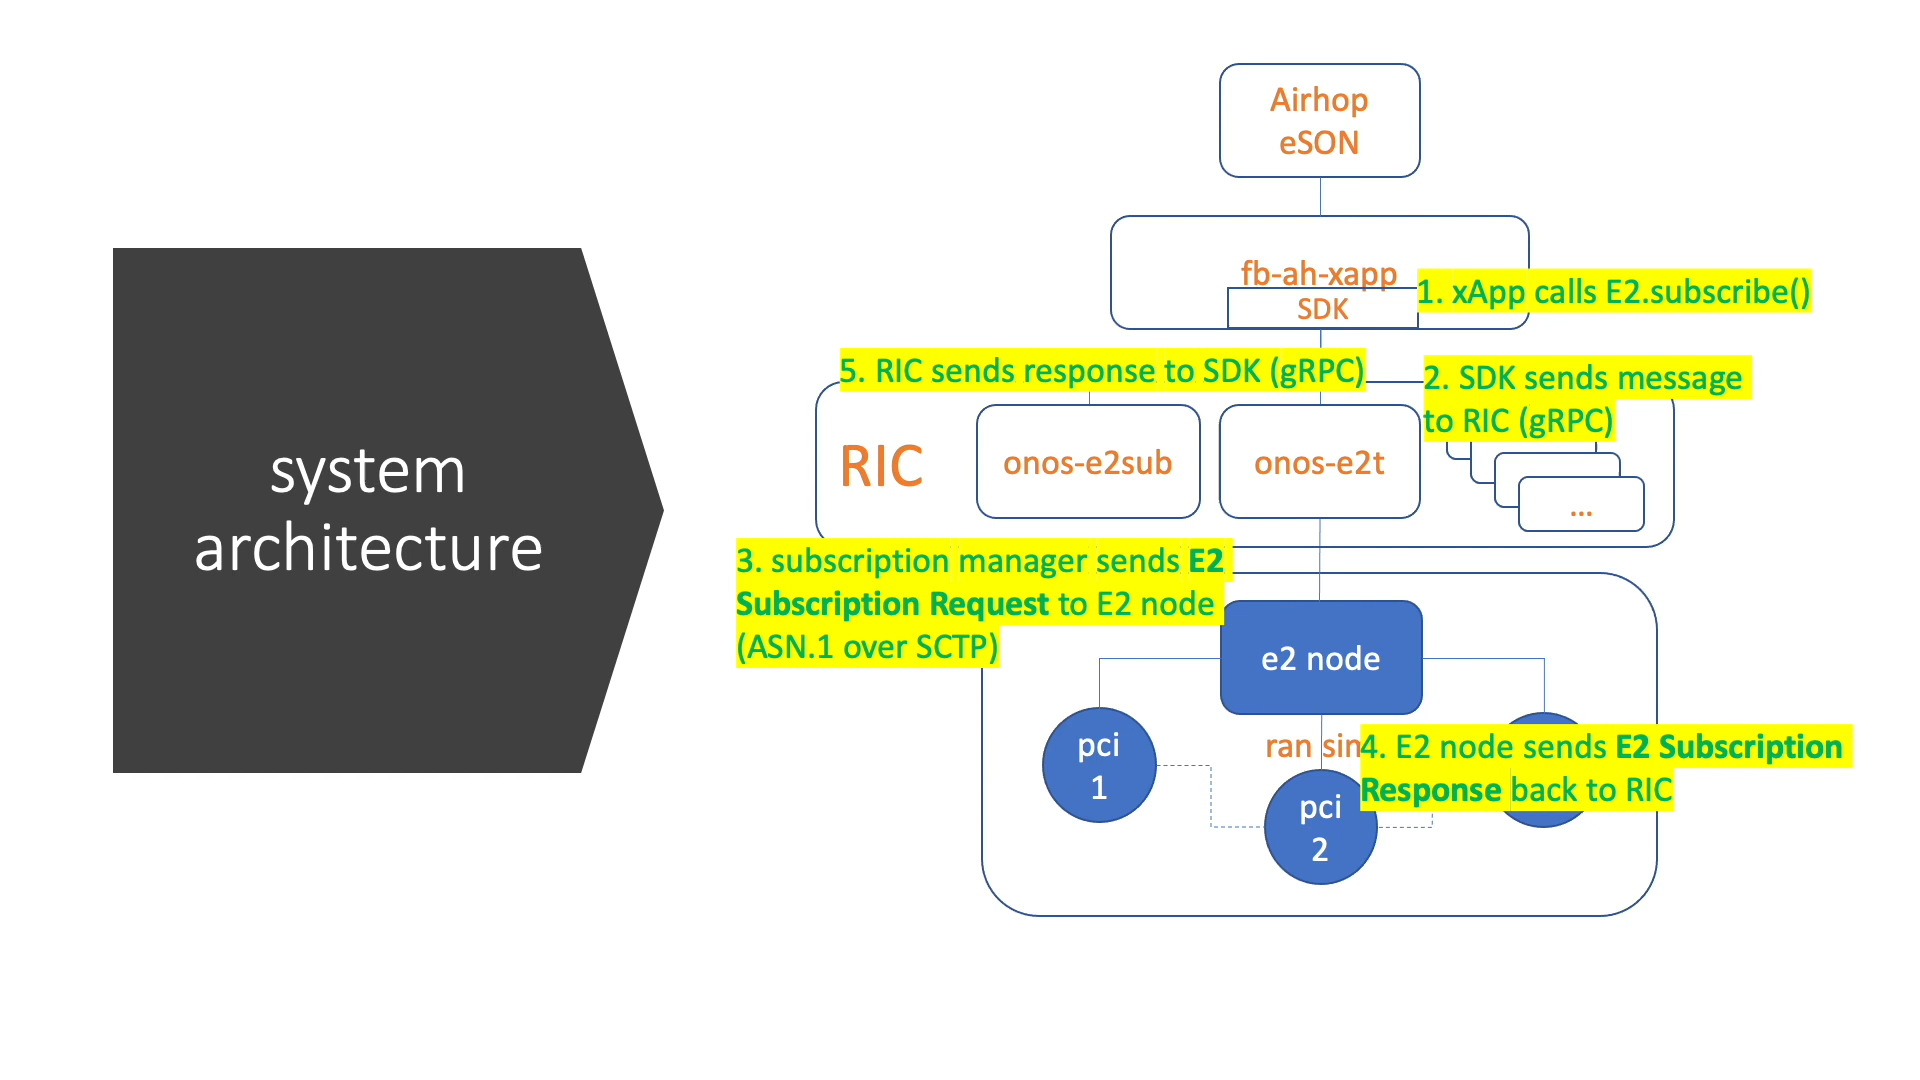 system
architecture
Airhop
eSON
fb-ah-xapp
SDK
1. xApp calls E2.subscribe()
5. RIC sends response to SDK (gRPC)
2. SDK sends message
to RIC (gRPC)
RIC
onos-e2sub
onos-e2t
...
3. subscription manager sends E2
Subscription Request to E2 node
(ASN.1 over SCTP)
e2 node
pci
1
ran sim
4. E2 node sends E2 Subscription
Response back to RIC
pci
2